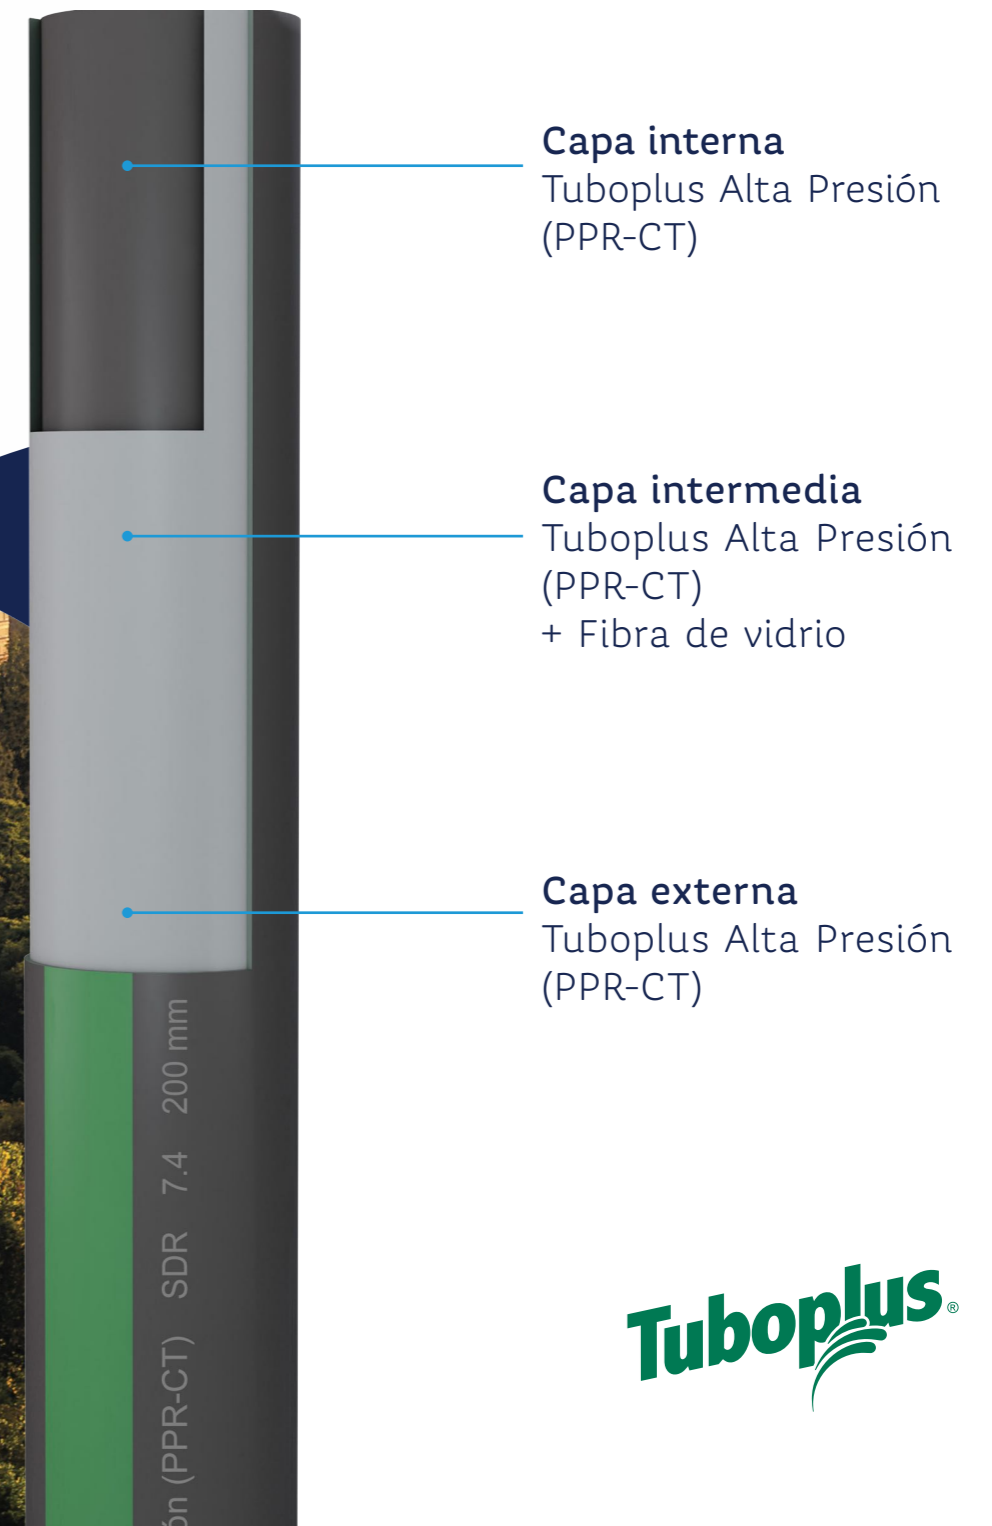 Capa interna
Tuboplus Alta Presión
(PPR-CT)
Capa intermedia
Tuboplus Alta Presión
(PPR-CT)
+ Fibra de vidrio
Capa externa
Tuboplus Alta Presión
(PPR-CT)
ón (PPR-CT) SDR 7.4 200 mm
Tuboplus®